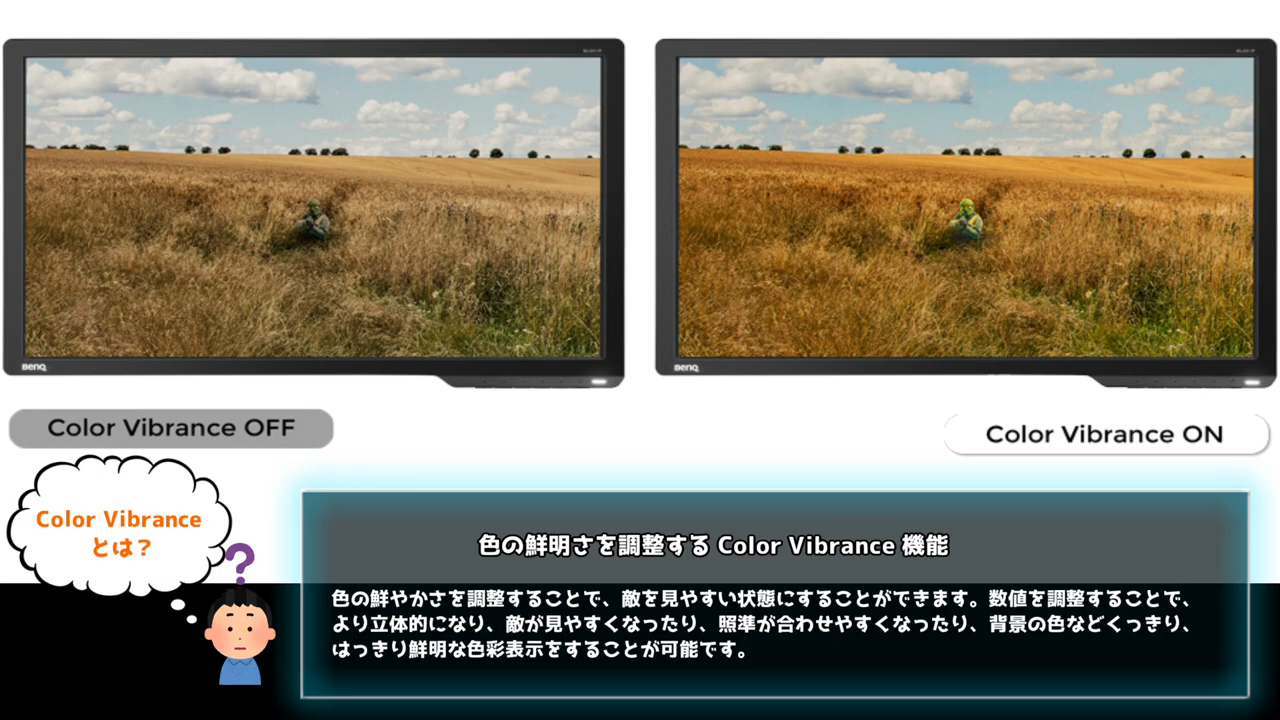 BenQ
BenQ
Color Vibrance OFF
Color Vibrance ON
Color Vibrance
とは？
?
色の鮮明さを調整する Color Vibrance 機能
色の鮮やかさを調整することで、敵を見やすい状態にすることができます。数値を調整することで、
より立体的になり、敵が見やすくなったり、照準が合わせやすくなったり、背景の色などくっきり、
はっきり鮮明な色彩表示をすることが可能です。